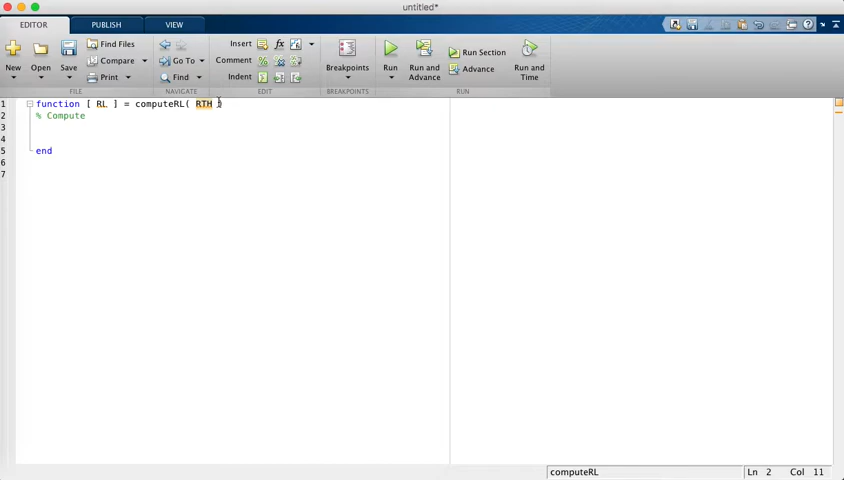 untitled*
EDITOR PUBLISH VIEW
New Open Save Find Files Compare Print
Go To Find
Insert fx
Comment %
Indent
Breakpoints
Run Run and Advance Run Section Advance Run and Time
FILE NAVIGATE EDIT BREAKPOINTS RUN
1 function [ RL ] = computeRL( RTH )
2 % Compute
3
4
5 end
6
7
computeRL Ln 2 Col 11